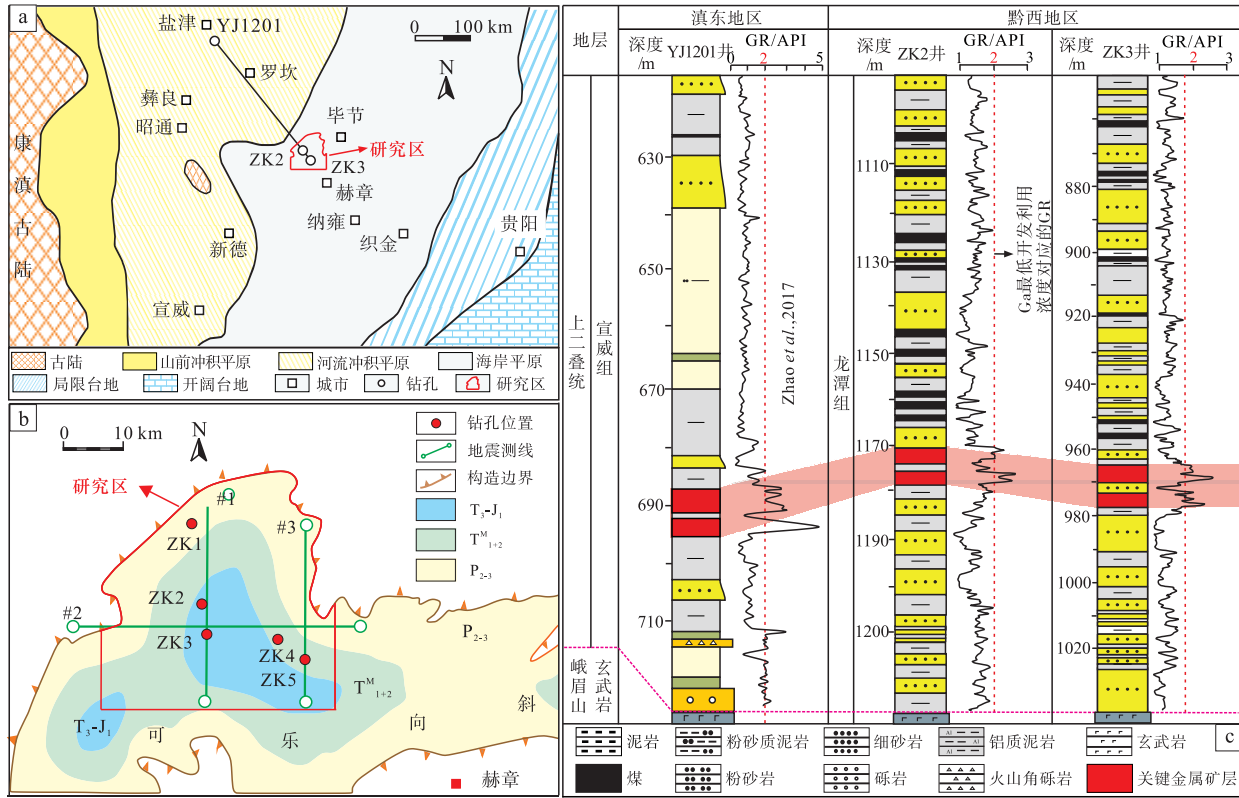 a
盐津
YJ1201
0 100 km
N
罗坎
彝良
昭通
毕节
ZK2
ZK3
研究区
赫章
纳雍
织金
贵阳
新德
宣威
康滇古陆
古陆
山前冲积平原
河流冲积平原
海岸平原
局限台地
开阔台地
城市
钻孔
研究区
b
0 10 km
N
研究区
#1
#3
ZK1
ZK2
#2
ZK3
ZK4
ZK5
P₂₋₃
Tᴹ₁₊₂
T₃-J₁
可乐向斜
赫章
钻孔位置
地震测线
构造边界
T₃-J₁
Tᴹ₁₊₂
P₂₋₃
地层
滇东地区
黔西地区
深度/m
YJ1201井
GR/API
0 2 5
深度/m
ZK2井
GR/API
1 2 3
深度/m
ZK3井
GR/API
1 2 3
上二叠统
宣威组
峨眉山玄武岩
630
650
670
690
710
Zhao et al.,2017
龙潭组
1110
1130
1150
1170
1190
1200
Ga最低开发利用
浓度对应的GR
880
900
920
940
960
980
1000
1020
泥岩
粉砂质泥岩
细砂岩
Al
铝质泥岩
玄武岩
c
煤
粉砂岩
砾岩
火山角砾岩
关键金属矿层